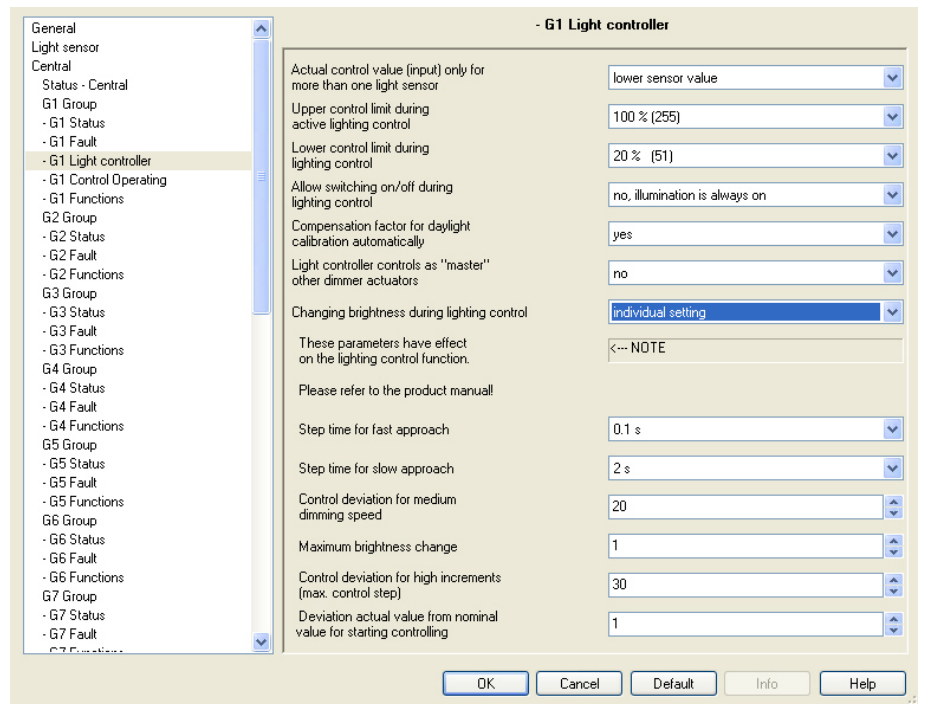 General
Light sensor
Central
Status - Central
G1 Group
- G1 Status
- G1 Fault
- G1 Light controller
- G1 Control Operating
- G1 Functions
G2 Group
- G2 Status
- G2 Fault
- G2 Functions
G3 Group
- G3 Status
- G3 Fault
- G3 Functions
G4 Group
- G4 Status
- G4 Fault
- G4 Functions
G5 Group
- G5 Status
- G5 Fault
- G5 Functions
G6 Group
- G6 Status
- G6 Fault
- G6 Functions
G7 Group
- G7 Status
- G7 Fault
- G1 Light controller
Actual control value (input) only for
more than one light sensor
lower sensor value
Upper control limit during
active lighting control
100 % (255)
Lower control limit during
lighting control
20 % (51)
Allow switching on/off during
lighting control
no, illumination is always on
Compensation factor for daylight
calibration automatically
yes
Light controller controls as "master"
other dimmer actuators
no
Changing brightness during lighting control
individual setting
These parameters have effect
on the lighting control function.
<--- NOTE
Please refer to the product manual!
Step time for fast approach
0.1 s
Step time for slow approach
2 s
Control deviation for medium
dimming speed
20
Maximum brightness change
1
Control deviation for high increments
(max. control step)
30
Deviation actual value from nominal
value for starting controlling
1
OK
Cancel
Default
Info
Help